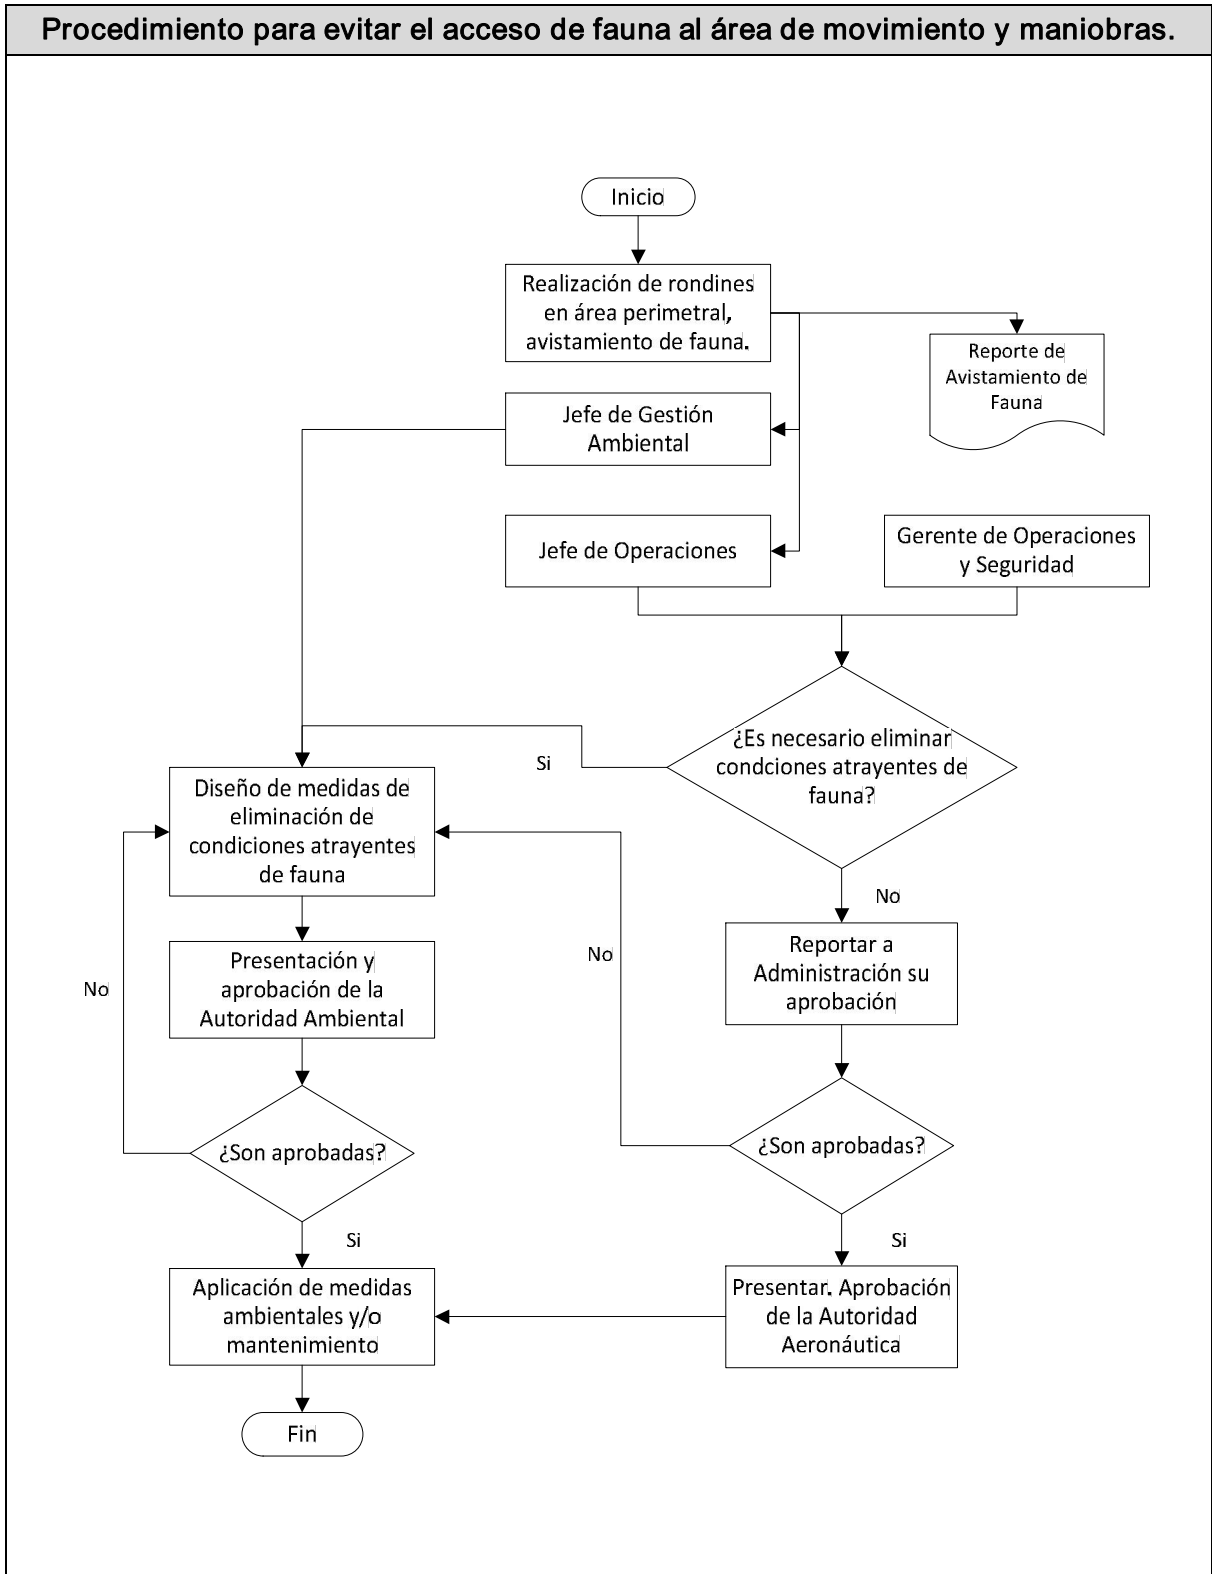 Procedimiento para evitar el acceso de fauna al área de movimiento y maniobras.
Inicio
Realización de rondines
en área perimetral,
avistamiento de fauna.
Reporte de
Avistamiento de
Fauna
Jefe de Gestión
Ambiental
Jefe de Operaciones
Gerente de Operaciones
y Seguridad
¿Es necesario eliminar
condciones atrayentes de
fauna?
Si
Diseño de medidas de
eliminación de
condiciones atrayentes
de fauna
No
Reportar a
Administración su
aprobación
No
Presentación y
aprobación de la
Autoridad Ambiental
No
¿Son aprobadas?
¿Son aprobadas?
Si
Si
Aplicación de medidas
ambientales y/o
mantenimiento
Presentar. Aprobación
de la Autoridad
Aeronáutica
Fin